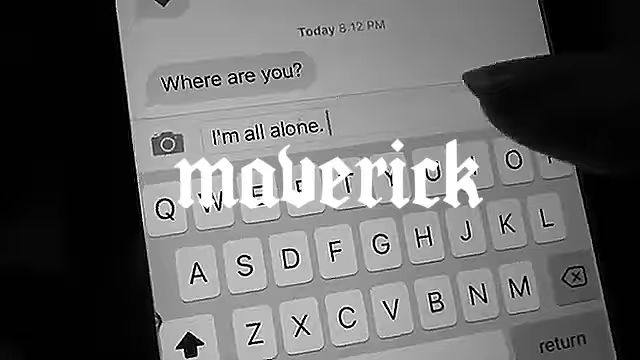 Today 8:12 PM
Where are you?
I'm all alone.
maverick
Q W E T Y U O
A S D F G H J K L
Z X C V B N M
return